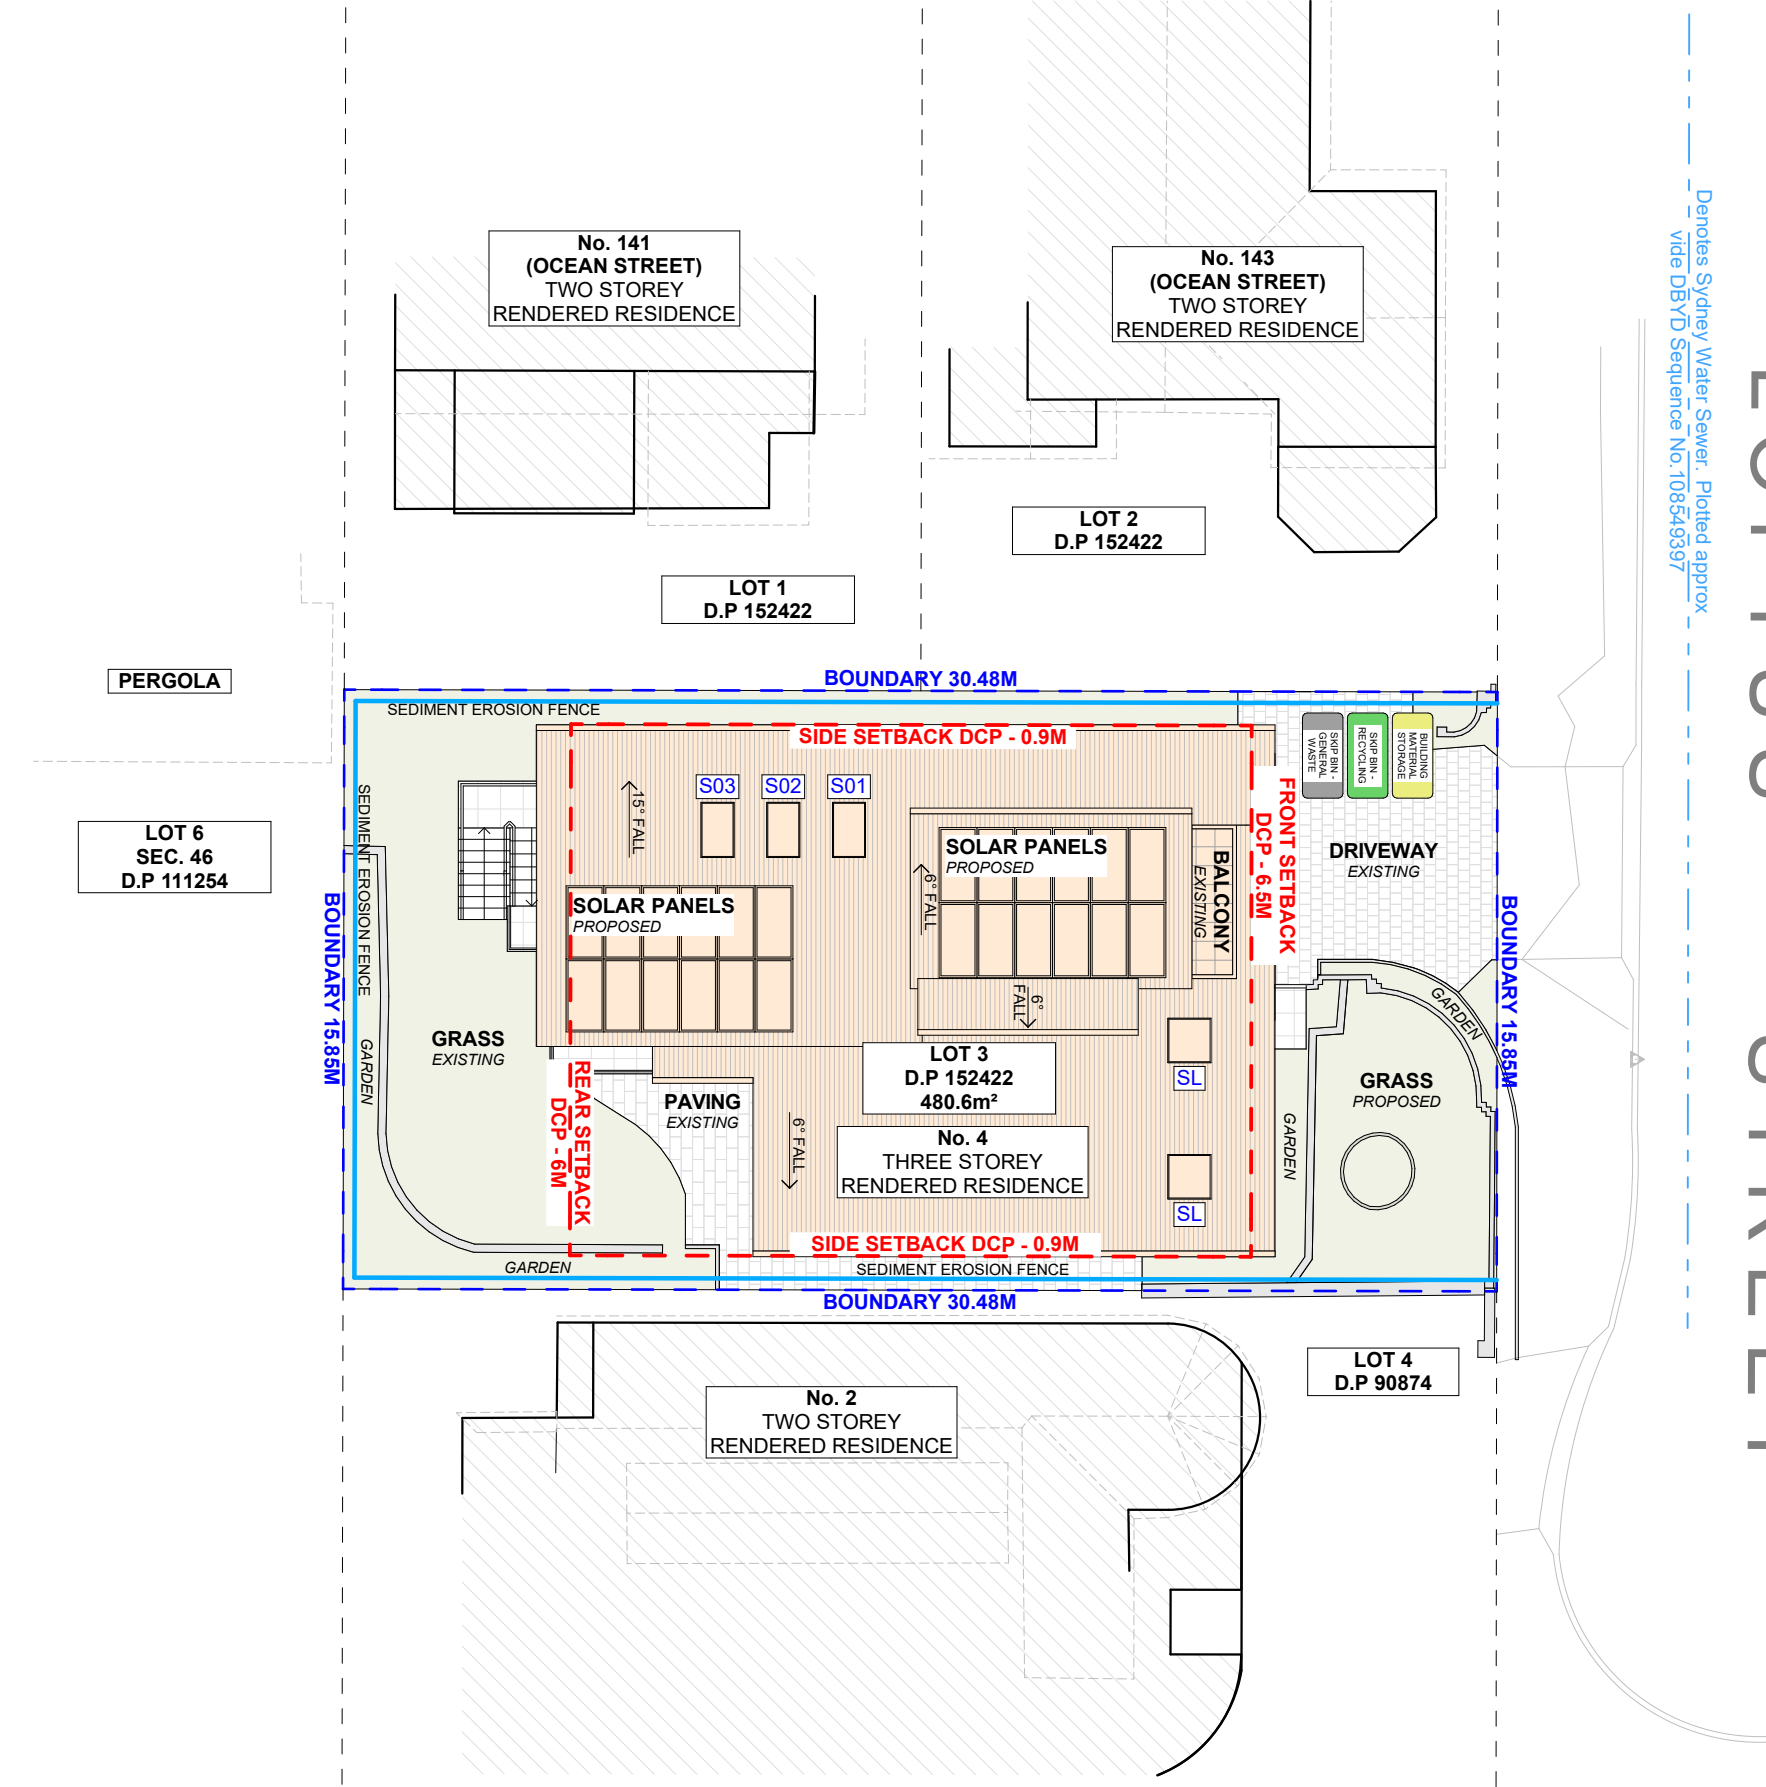 Denotes Sydney Water Sewer. Plotted approx
vide DBYD Sequence No.108549397
No. 141
(OCEAN STREET)
TWO STOREY
RENDERED RESIDENCE
No. 143
(OCEAN STREET)
TWO STOREY
RENDERED RESIDENCE
LOT 2
D.P 152422
LOT 1
D.P 152422
PERGOLA
LOT 6
SEC. 46
D.P 111254
BOUNDARY 30.48M
SEDIMENT EROSION FENCE
SIDE SETBACK DCP - 0.9M
SKIP BIN -
GENERAL
WASTE
SKIP BIN -
RECYCLING
BUILDING
MATERIAL
STORAGE
S03
S02
S01
15° FALL
SEDIMENT EROSION FENCE
SOLAR PANELS
PROPOSED
SOLAR PANELS
PROPOSED
6° FALL
6°
FALL
BALCONY
EXISTING
FRONT SETBACK
DCP - 6.5M
DRIVEWAY
EXISTING
BOUNDARY 15.85M
BOUNDARY 15.85M
GARDEN
GRASS
EXISTING
GARDEN
REAR SETBACK
DCP - 6M
PAVING
EXISTING
6° FALL
LOT 3
D.P 152422
480.6m²
No. 4
THREE STOREY
RENDERED RESIDENCE
SL
SL
GARDEN
GRASS
PROPOSED
SIDE SETBACK DCP - 0.9M
GARDEN
SEDIMENT EROSION FENCE
BOUNDARY 30.48M
No. 2
TWO STOREY
RENDERED RESIDENCE
LOT 4
D.P 90874